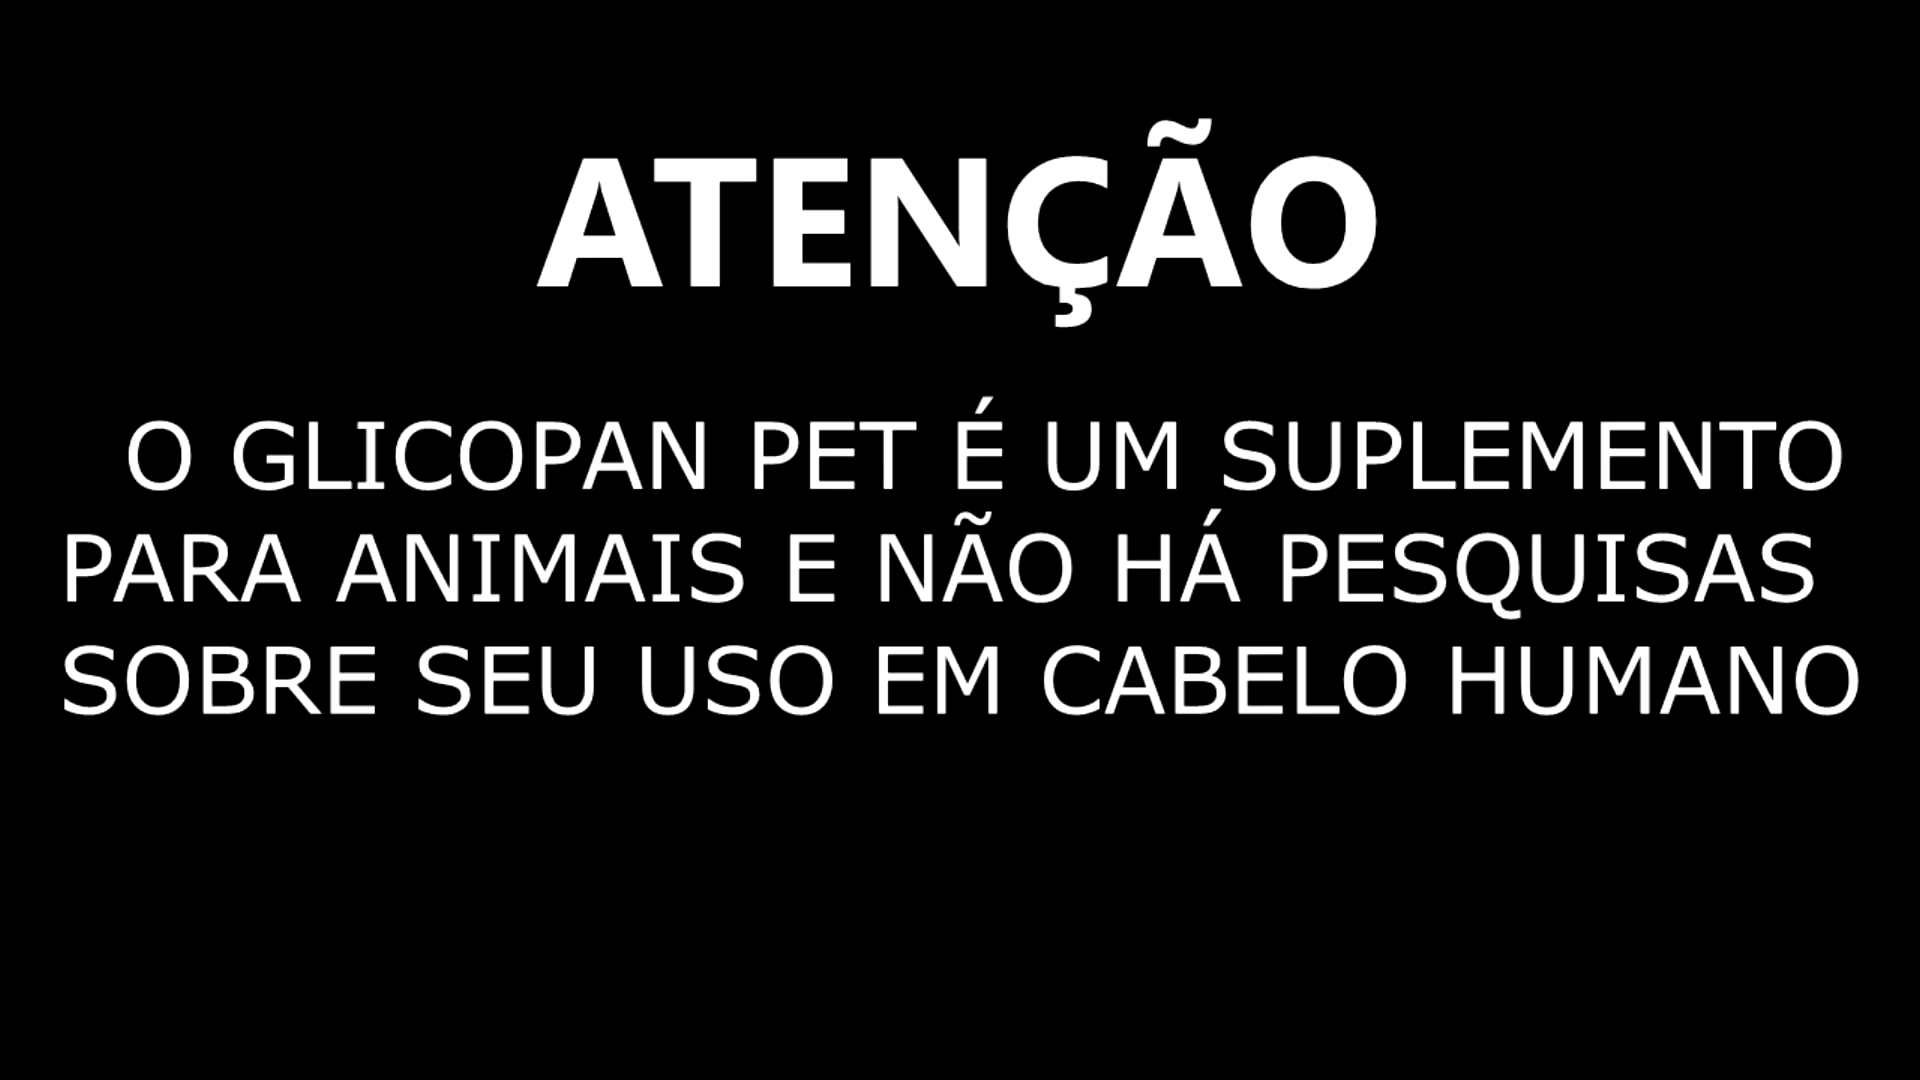 ATENÇÃO
O GLICOPAN PET É UM SUPLEMENTO
PARA ANIMAIS E NÃO HÁ PESQUISAS
SOBRE SEU USO EM CABELO HUMANO